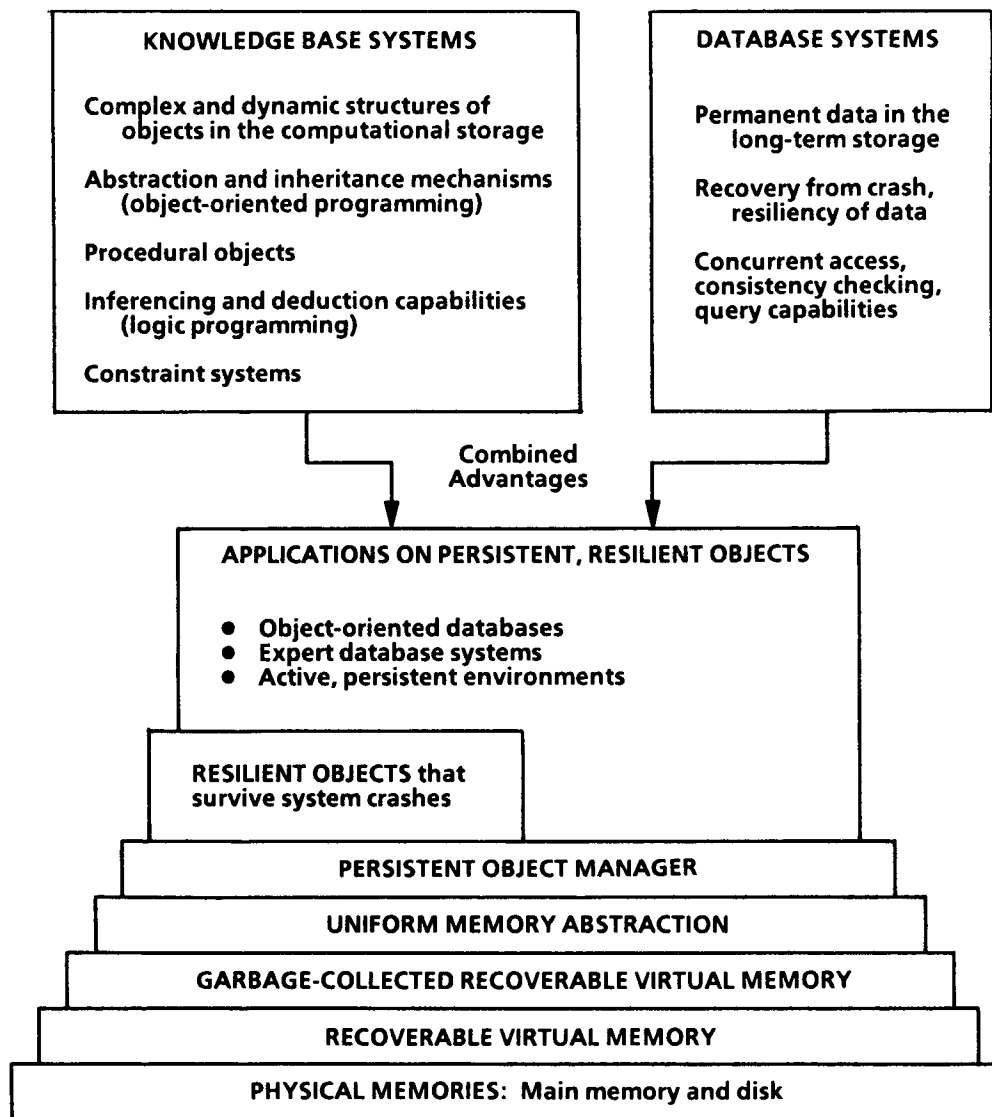 KNOWLEDGE BASE SYSTEMS
Complex and dynamic structures of
objects in the computational storage
Abstraction and inheritance mechanisms
(object-oriented programming)
Procedural objects
Inferencing and deduction capabilities
(logic programming)
Constraint systems
DATABASE SYSTEMS
Permanent data in the
long-term storage
Recovery from crash,
resiliency of data
Concurrent access,
consistency checking,
query capabilities
Combined
Advantages
APPLICATIONS ON PERSISTENT, RESILIENT OBJECTS
● Object-oriented databases
● Expert database systems
● Active, persistent environments
RESILIENT OBJECTS that
survive system crashes
PERSISTENT OBJECT MANAGER
UNIFORM MEMORY ABSTRACTION
GARBAGE-COLLECTED RECOVERABLE VIRTUAL MEMORY
RECOVERABLE VIRTUAL MEMORY
PHYSICAL MEMORIES: Main memory and disk